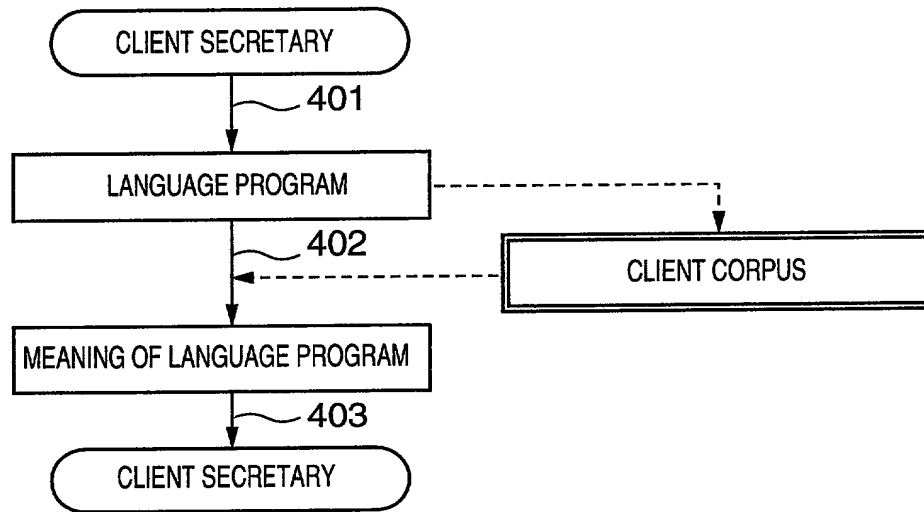 CLIENT SECRETARY
401
LANGUAGE PROGRAM
402
CLIENT CORPUS
MEANING OF LANGUAGE PROGRAM
403
CLIENT SECRETARY